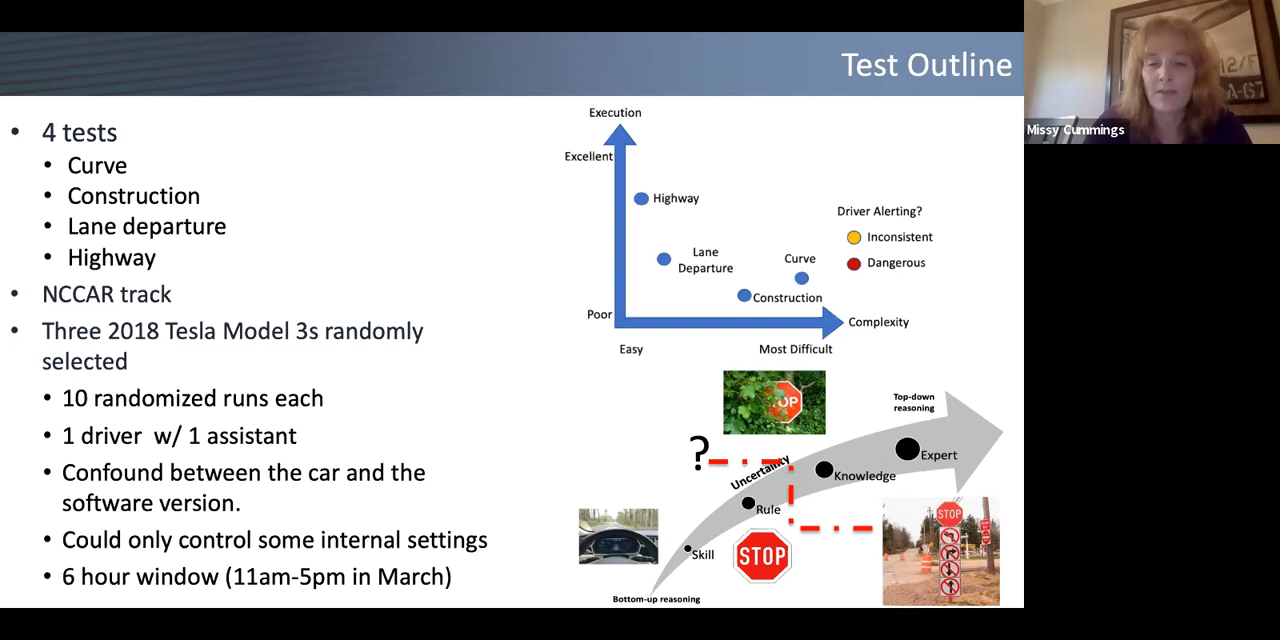 Test Outline
• 4 tests
• Curve
• Construction
• Lane departure
• Highway
• NCCAR track
• Three 2018 Tesla Model 3s randomly
selected
• 10 randomized runs each
• 1 driver w/ 1 assistant
• Confound between the car and the
software version.
• Could only control some internal settings
• 6 hour window (11am-5pm in March)
Execution
Excellent
Highway
Lane
Departure
Curve
Construction
Poor
Complexity
Easy
Most Difficult
Driver Alerting?
Inconsistent
Dangerous
TOP
Top-down
reasoning
?
Uncertainty
Expert
Knowledge
Rule
Skill
STOP
STOP
Bottom-up reasoning
Missy Cummings
12/F
A-67